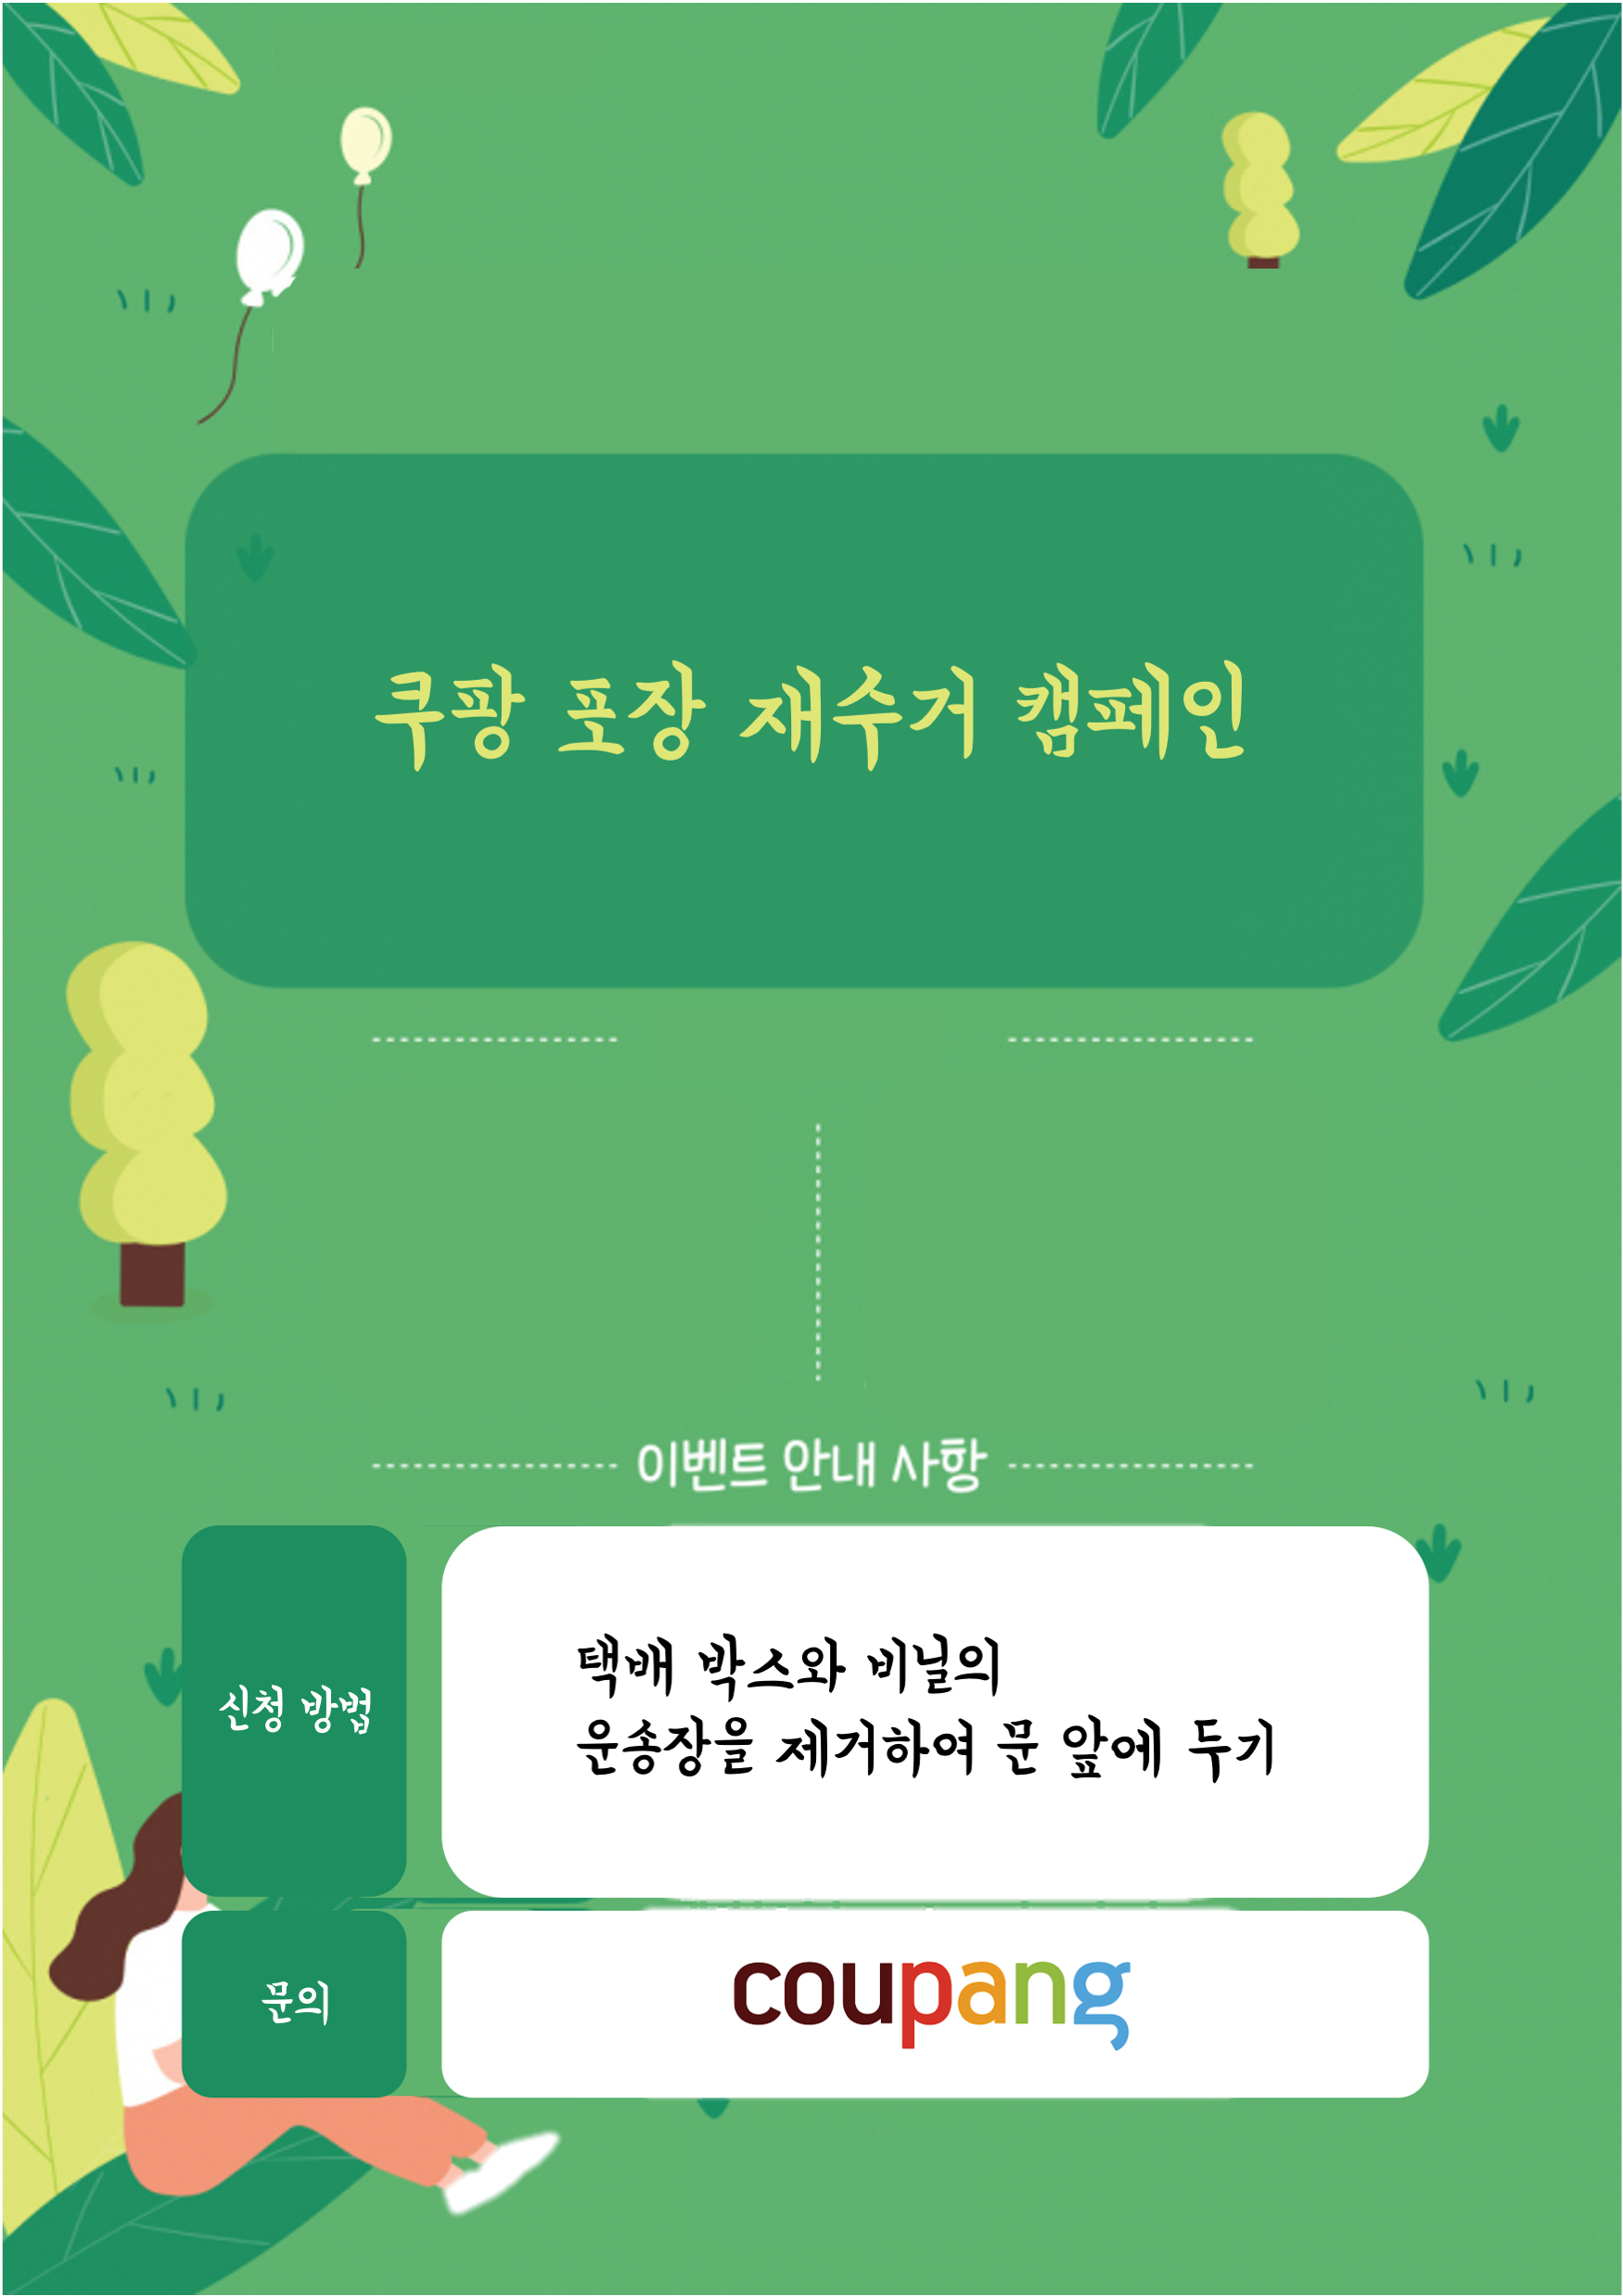 쿠팡 포장 재수거 캠페인
이벤트 안내 사항
신청 방법
택배 박스와 비닐의
운송장을 제거하여 문 앞에 두기
문의
coupang